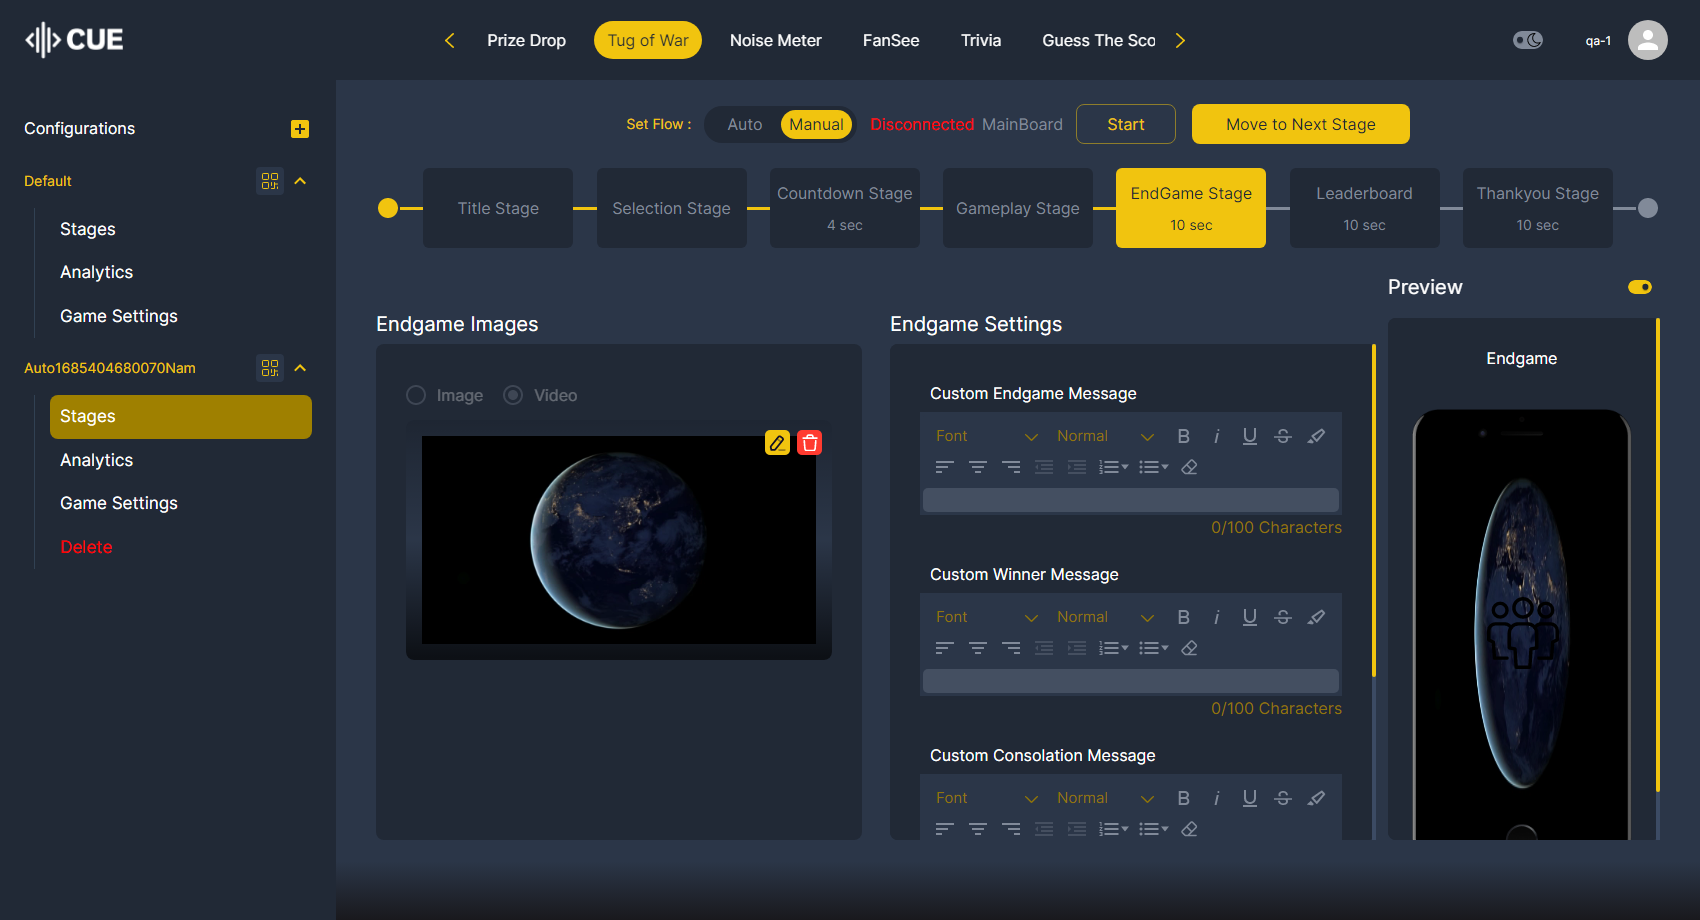 CUE
Prize Drop
Tug of War
Noise Meter
FanSee
Trivia
Guess The Sco
qa-1
Configurations
Default
Stages
Analytics
Game Settings
Auto1685404680070Nam
Stages
Analytics
Game Settings
Delete
Set Flow :
Auto
Manual
Disconnected MainBoard
Start
Move to Next Stage
Title Stage
Selection Stage
Countdown Stage
4 sec
Gameplay Stage
EndGame Stage
10 sec
Leaderboard
10 sec
Thankyou Stage
10 sec
Endgame Images
Image
Video
Endgame Settings
Custom Endgame Message
Font
Normal
B
i
U
S
0/100 Characters
Custom Winner Message
Font
Normal
B
i
U
S
0/100 Characters
Custom Consolation Message
Font
Normal
B
i
U
S
Preview
Endgame